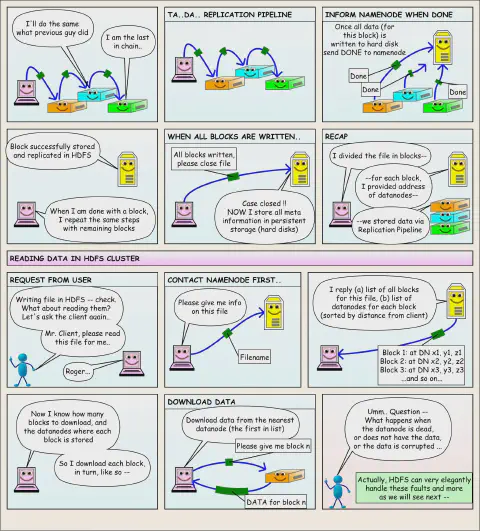 I'll do the same
what previous guy did
I am the last
in chain..
TA..DA.. REPLICATION PIPELINE
INFORM NAMENODE WHEN DONE
Once all data (for
this block) is
written to hard disk
send DONE to namenode
Done
Done
Done
Block successfully stored
and replicated in HDFS
When I am done with a block,
I repeat the same steps
with remaining blocks
WHEN ALL BLOCKS ARE WRITTEN..
All blocks written,
please close file
Case closed !!
NOW I store all meta
information in persistent
storage (hard disks)
RECAP
I divided the file in blocks--
--for each block,
I provided address
of datanodes--
--we stored data via
Replication Pipeline
READING DATA IN HDFS CLUSTER
REQUEST FROM USER
Writing file in HDFS -- check.
What about reading them?
Let's ask the client again..
Mr. Client, please read
this file for me..
Roger...
CONTACT NAMENODE FIRST..
Please give me info
on this file
Filename
I reply (a) list of all blocks
for this file, (b) list of
datanodes for each block
(sorted by distance from client)
Block 1: at DN x1, y1, z1
Block 2: at DN x2, y2, z2
Block 3: at DN x3, y3, z3
...and so on...
Now I know how many
blocks to download, and
the datanodes where each
block is stored
So I download each block,
in turn, like so --
DOWNLOAD DATA
Download data from the nearest
datanode (the first in list)
Please give me block n
DATA for block n
Umm.. Question --
What happens when
the datanode is dead,
or does not have the data,
or the data is corrupted ...
Actually, HDFS can very elegantly
handle these faults and more
as we will see next --